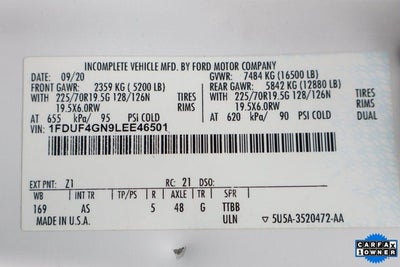 INCOMPLETE VEHICLE MFD. BY FORD MOTOR COMPANY
DATE: 09/20 GVWR: 7484 KG (16500 LB)
FRONT GAWR: 2359 KG ( 5200 LB) REAR GAWR: 5842 KG (12880 LB)
WITH 225/70R19.5G 128/126N WITH 225/70R19.5G 128/126N TIRES
19.5X6.0RW 19.5X6.0RW RIMS
AT 655 kPa/ 95 PSI COLD AT 620 kPa/ 90 PSI COLD DUAL
VIN: 1FDUF4GN9LEE46501
EXT PNT: Z1 RC: 21 DSO:
WB INT TR TP/PS R AXLE TR SFR
169 AS 5 48 G TTBB
MADE IN U.S.A. ULN ▽ 5U5A-3520472-AA
CARFAX
1 OWNER